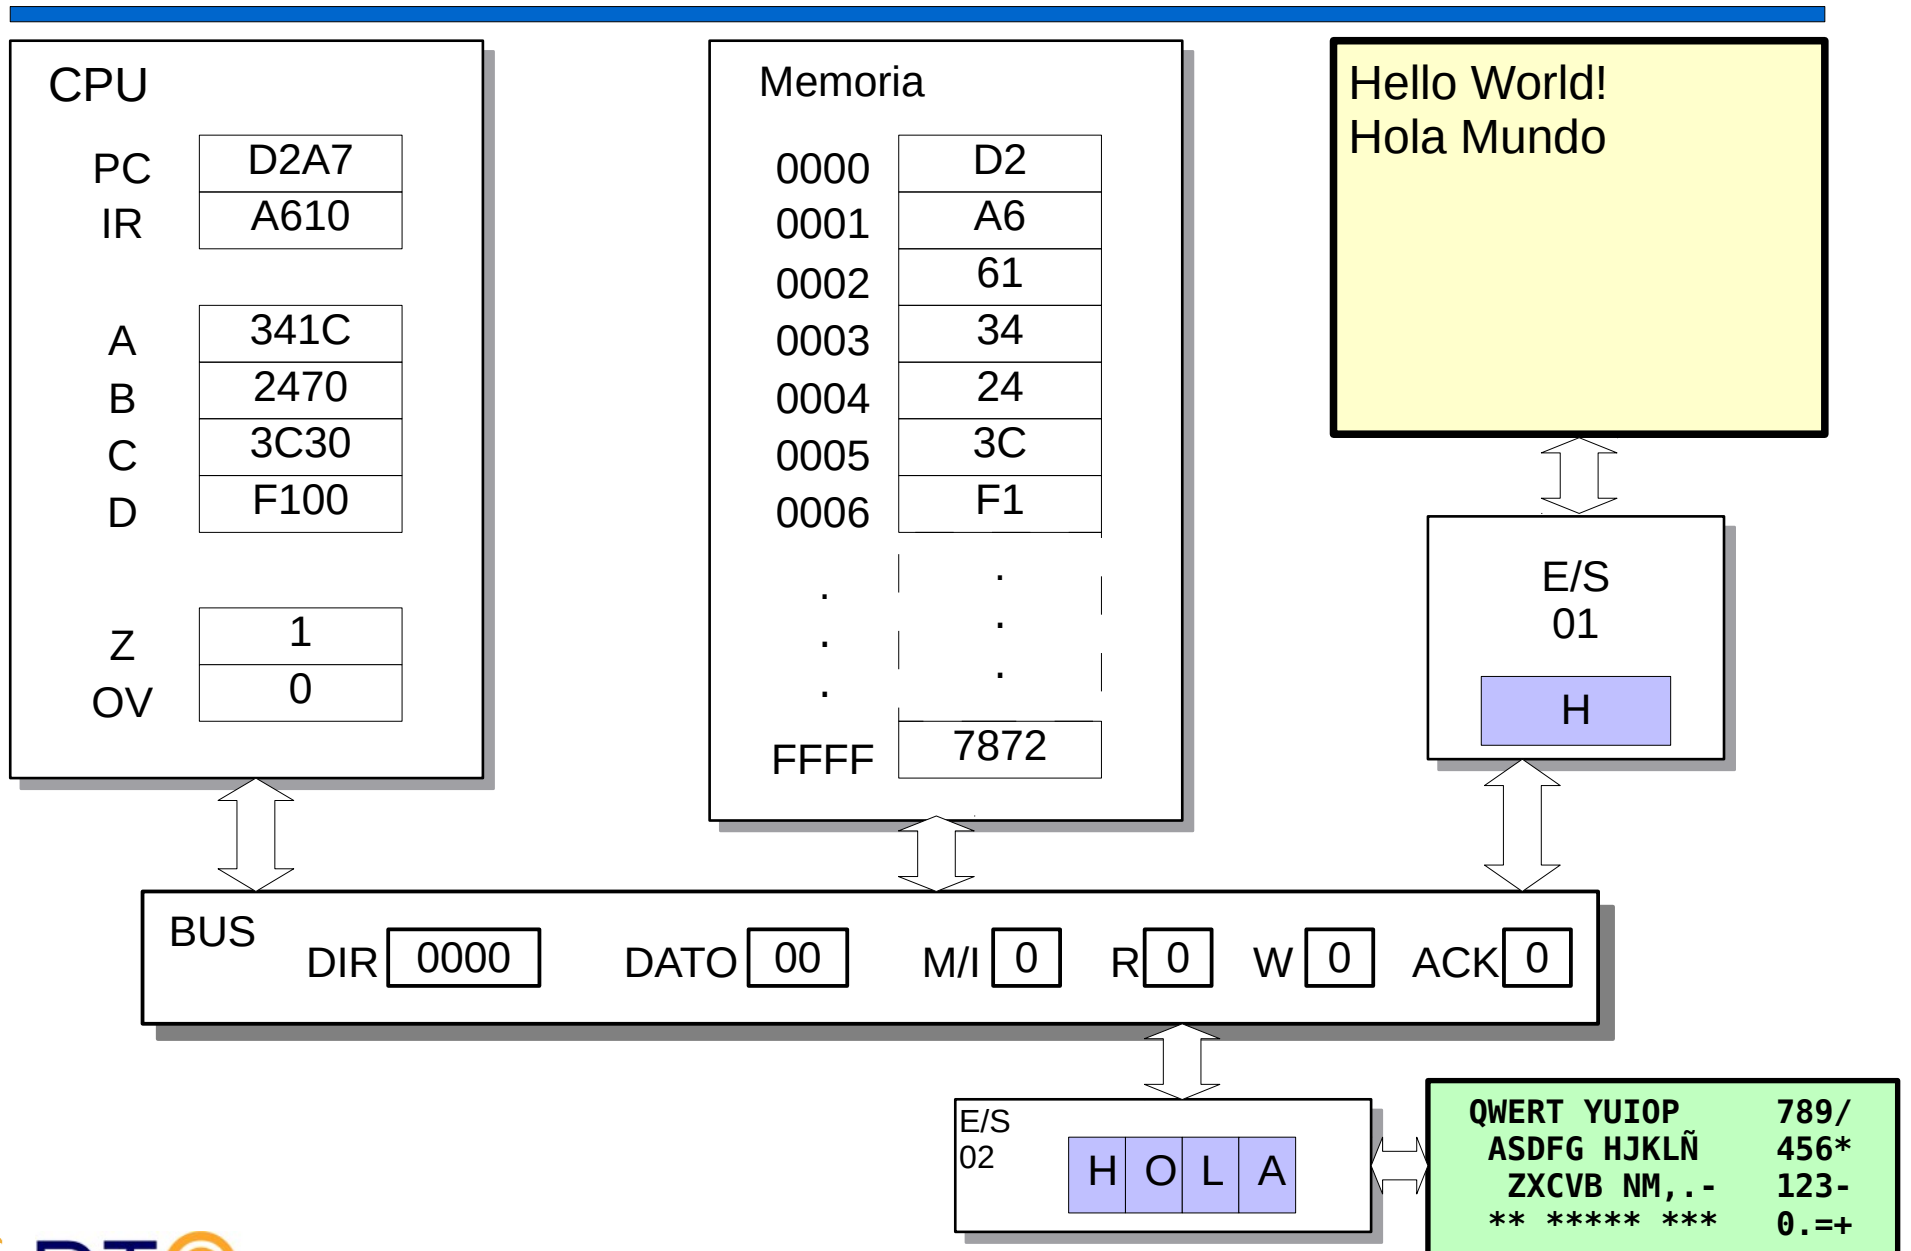 CPU
PC D2A7
IR A610
A 341C
B 2470
C 3C30
D F100
Z 1
OV 0
Memoria
0000 D2
0001 A6
0002 61
0003 34
0004 24
0005 3C
0006 F1
. .
. .
. .
FFFF 7872
Hello World!
Hola Mundo
E/S
01
H
BUS DIR 0000 DATO 00 M/I 0 R 0 W 0 ACK 0
E/S
02
H O L A
QWERT YUIOP 789/
ASDFG HJKLÑ 456*
ZXCVB NM,.- 123-
** ***** *** 0.=+